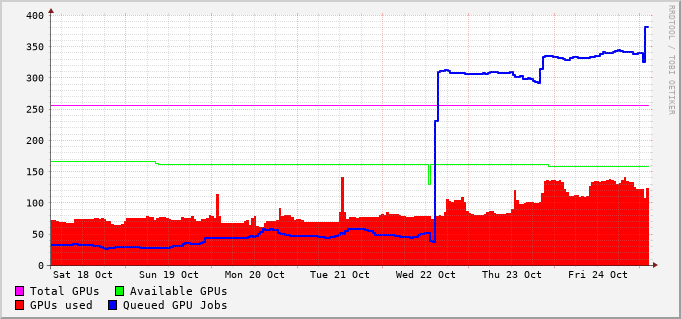 400
350
300
250
200
150
100
50
0
Sat 18 Oct Sun 19 Oct Mon 20 Oct Tue 21 Oct Wed 22 Oct Thu 23 Oct Fri 24 Oct
Total GPUs Available GPUs
GPUs used Queued GPU Jobs
RRDTOOL / TOBI OETIKER